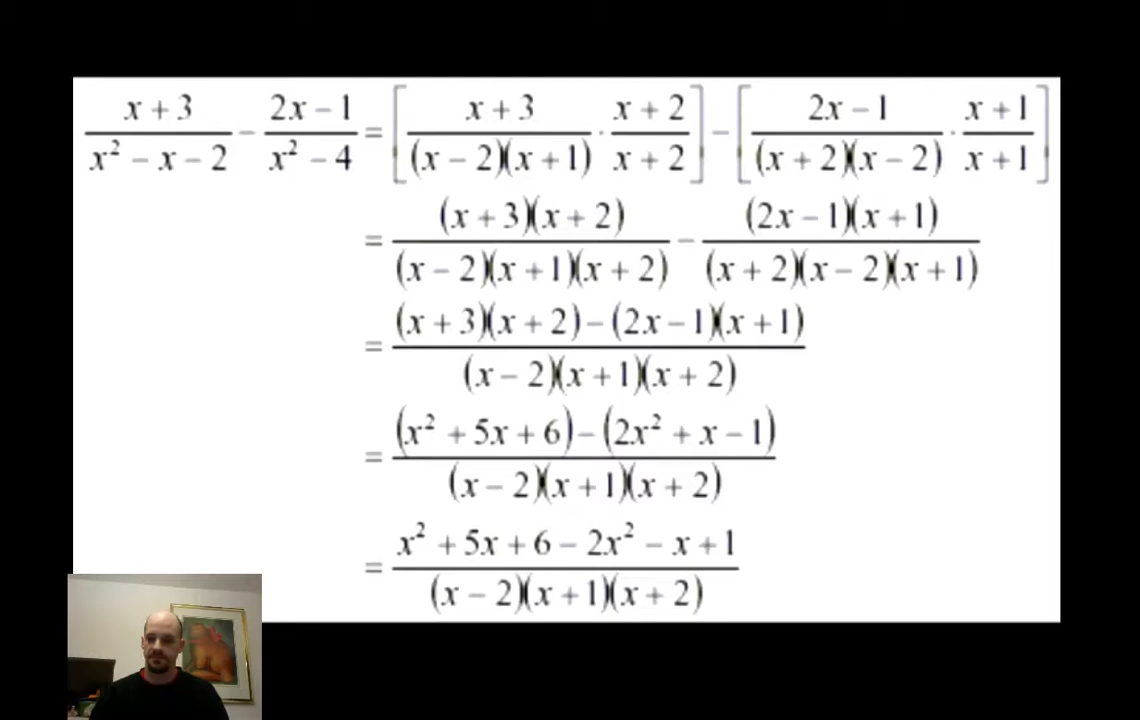 (x + 3)/(x² − x − 2) − (2x − 1)/(x² − 4) = [(x + 3)/((x − 2)(x + 1)) · (x + 2)/(x + 2)] − [(2x − 1)/((x + 2)(x − 2)) · (x + 1)/(x + 1)]
= ((x + 3)(x + 2))/((x − 2)(x + 1)(x + 2)) − ((2x − 1)(x + 1))/((x + 2)(x − 2)(x + 1))
= ((x + 3)(x + 2) − (2x − 1)(x + 1))/((x − 2)(x + 1)(x + 2))
= ((x² + 5x + 6) − (2x² + x − 1))/((x − 2)(x + 1)(x + 2))
= (x² + 5x + 6 − 2x² − x + 1)/((x − 2)(x + 1)(x + 2))